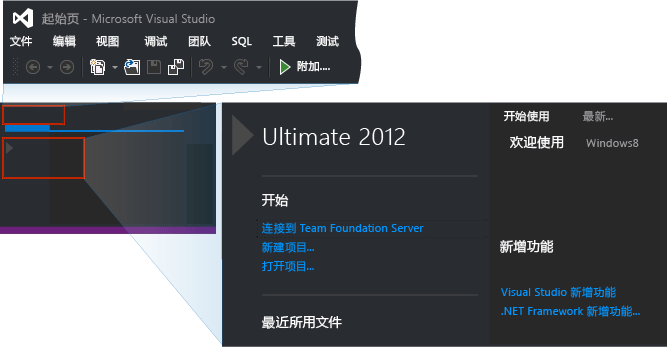 起始页 - Microsoft Visual Studio
文件 编辑 视图 调试 团队 SQL 工具 测试
附加....
Ultimate 2012
开始
连接到 Team Foundation Server
新建项目...
打开项目...
最近所用文件
开始使用 最新...
欢迎使用 Windows8
新增功能
Visual Studio 新增功能
.NET Framework 新增功能...